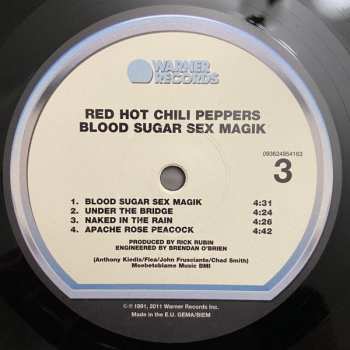 WARNER
RECORDS
RED HOT CHILI PEPPERS
BLOOD SUGAR SEX MAGIK
093624954163
3
1. BLOOD SUGAR SEX MAGIK 4:31
2. UNDER THE BRIDGE 4:24
3. NAKED IN THE RAIN 4:26
4. APACHE ROSE PEACOCK 4:42
PRODUCED BY RICK RUBIN
ENGINEERED BY BRENDAN O'BRIEN
(Anthony Kiedis/Flea/John Frusciante/Chad Smith)
Moebetoblame Music BMI
℗ © 1991, 2011 Warner Records Inc.
Made in the E.U. GEMA/BIEM